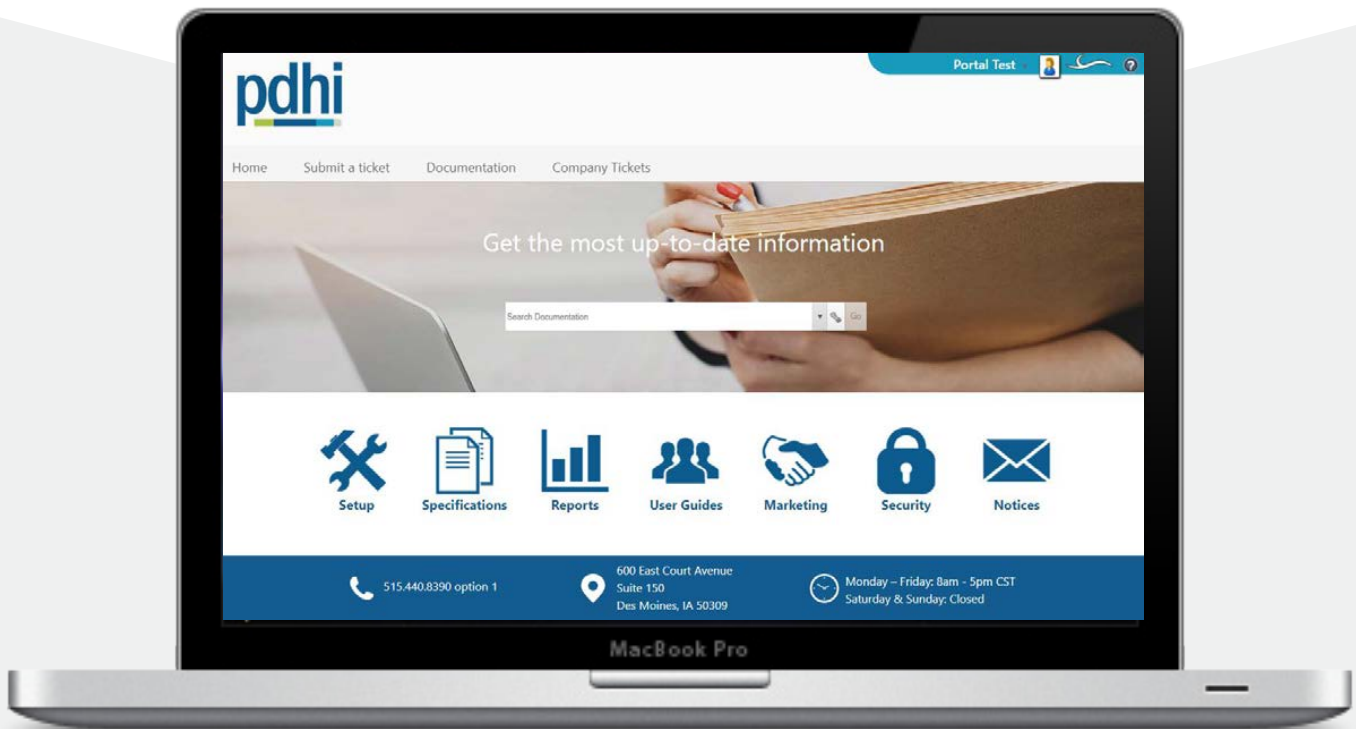 pdhi
Portal Test
Home Submit a ticket Documentation Company Tickets
Get the most up-to-date information
Search Documentation Go
Setup Specifications Reports User Guides Marketing Security Notices
515.440.8390 option 1
600 East Court Avenue
Suite 150
Des Moines, IA 50309
Monday – Friday: 8am - 5pm CST
Saturday & Sunday: Closed
MacBook Pro